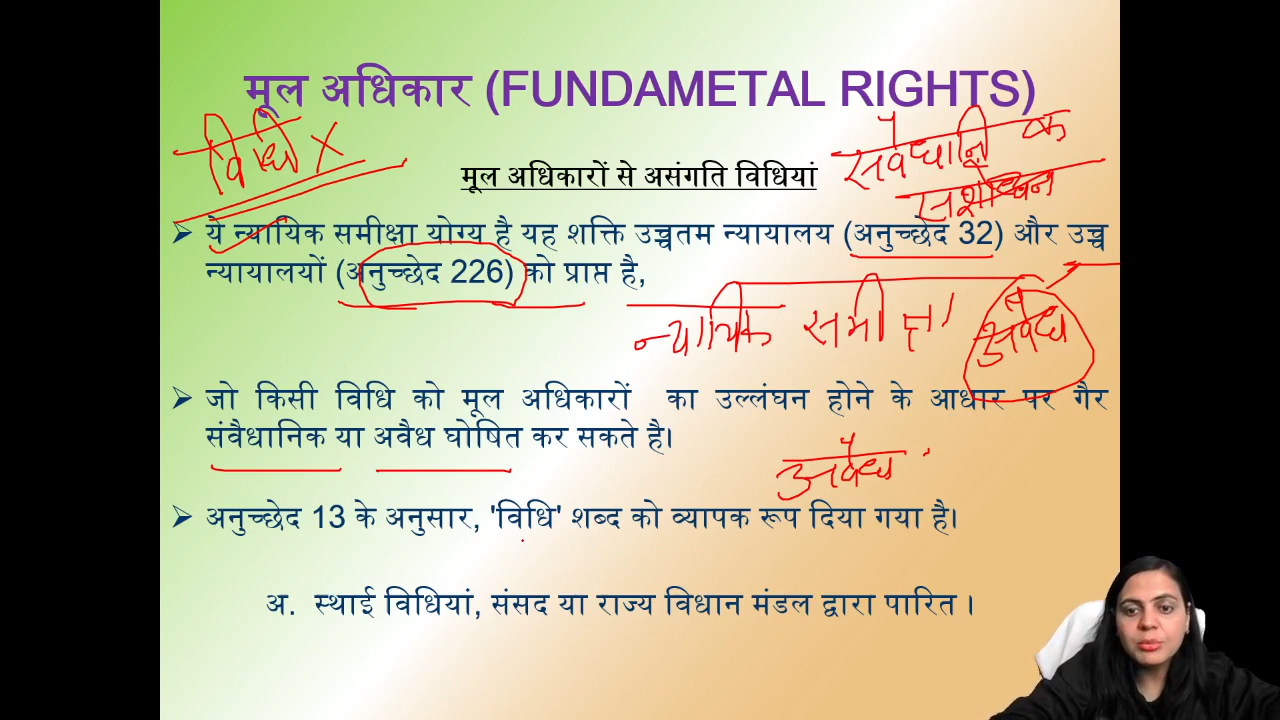 मूल अधिकार (FUNDAMETAL RIGHTS)
विधि X
संवैधानिक
संशोधन
मूल अधिकारों से असंगति विधियां
➢ ये न्यायिक समीक्षा योग्य है यह शक्ति उच्चतम न्यायालय (अनुच्छेद 32) और उच्च
न्यायालयों (अनुच्छेद 226) को प्राप्त है,
न्यायिक समीक्षा
अवैध
➢ जो किसी विधि को मूल अधिकारों का उल्लंघन होने के आधार पर गैर
संवैधानिक या अवैध घोषित कर सकते है।
अवैध
➢ अनुच्छेद 13 के अनुसार, 'विधि' शब्द को व्यापक रूप दिया गया है।
अ. स्थाई विधियां, संसद या राज्य विधान मंडल द्वारा पारित ।